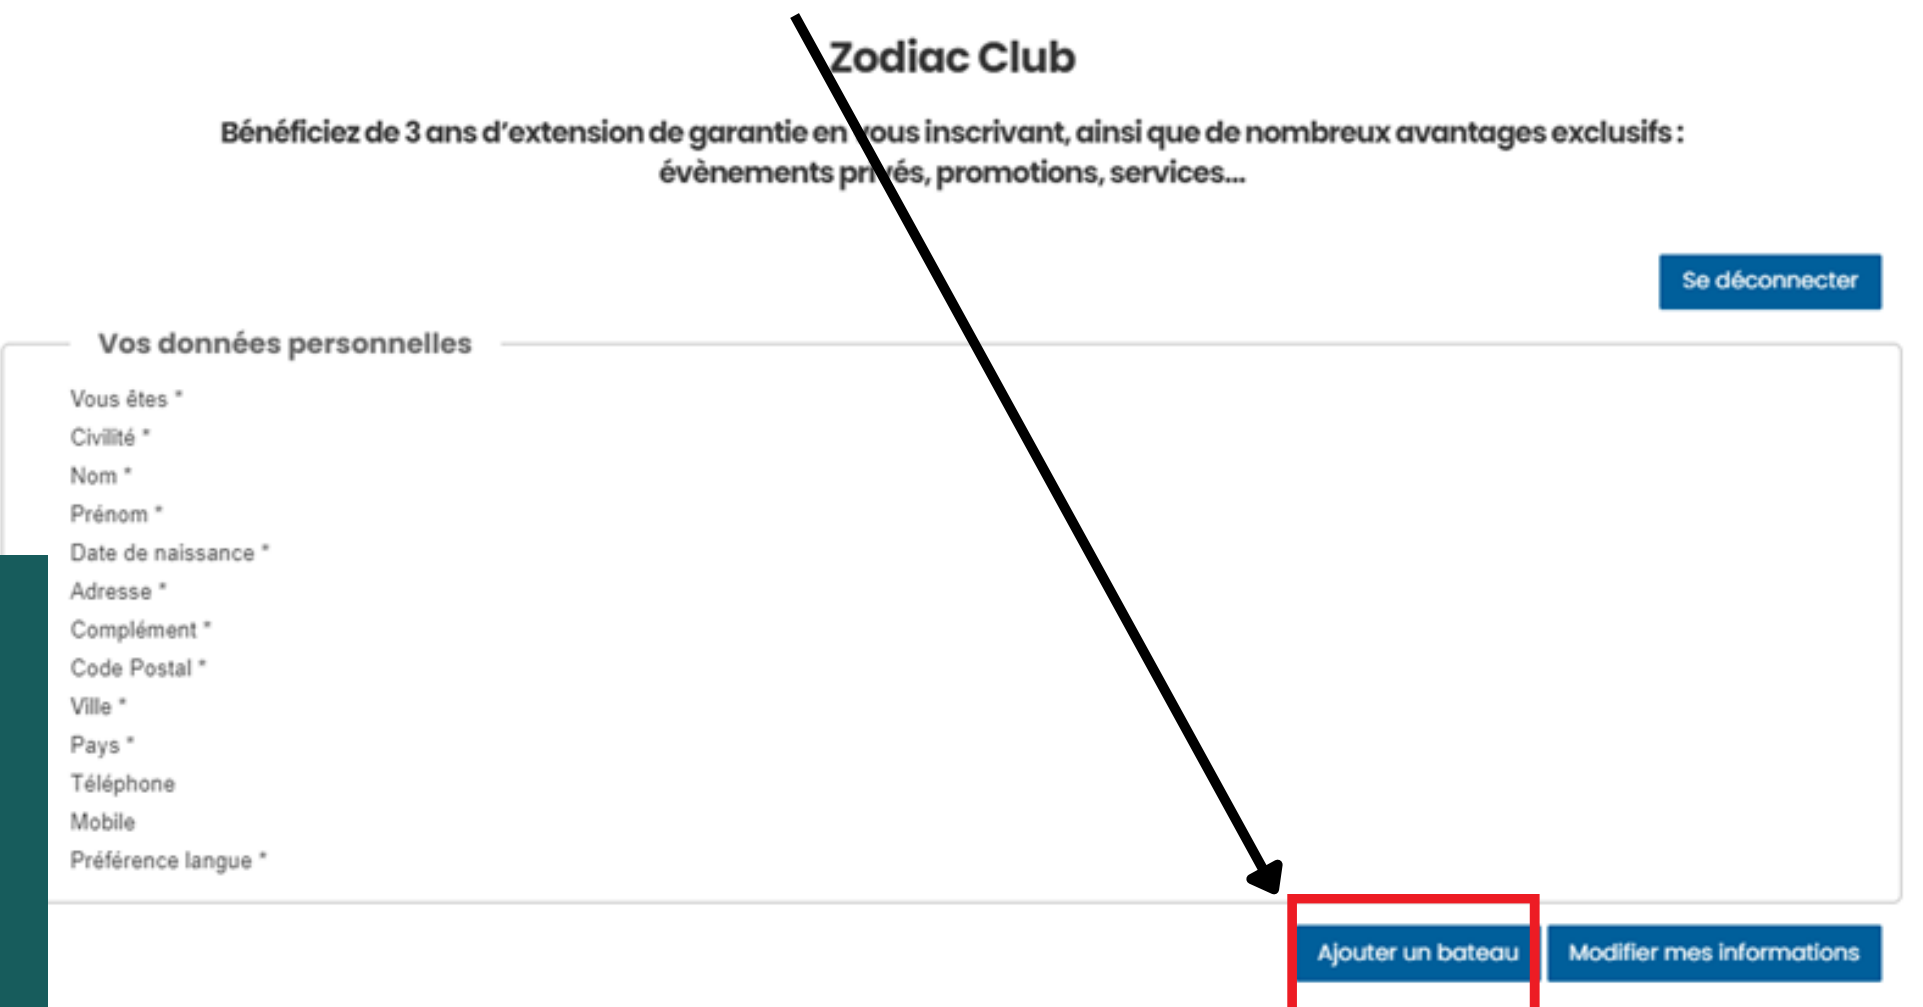 Zodiac Club
Bénéficiez de 3 ans d'extension de garantie en vous inscrivant, ainsi que de nombreux avantages exclusifs :
évènements privés, promotions, services...
Se déconnecter
Vos données personnelles
Vous êtes *
Civilité *
Nom *
Prénom *
Date de naissance *
Adresse *
Complément *
Code Postal *
Ville *
Pays *
Téléphone
Mobile
Préférence langue *
Ajouter un bateau
Modifier mes informations